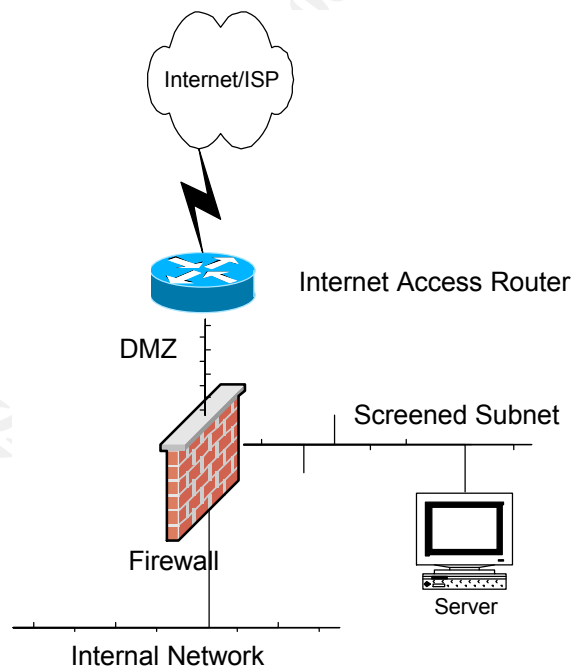 Internet/ISP
Internet Access Router
DMZ
Screened Subnet
Firewall
Server
Internal Network